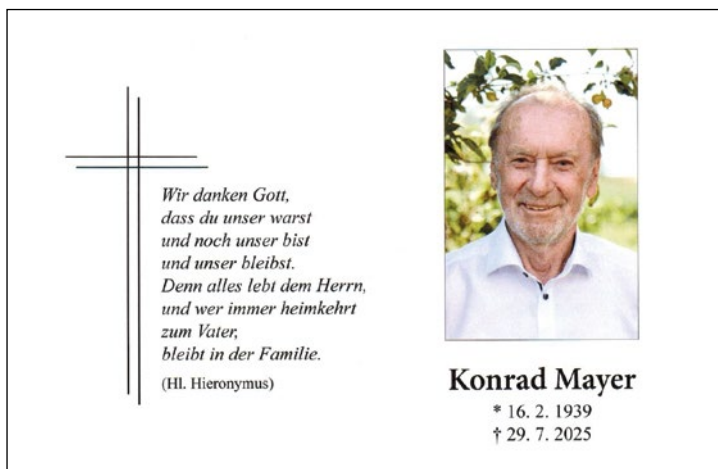 Wir danken Gott,
dass du unser warst
und noch unser bist
und unser bleibst.
Denn alles lebt dem Herrn,
und wer immer heimkehrt
zum Vater,
bleibt in der Familie.
(Hl. Hieronymus)
Konrad Mayer
* 16. 2. 1939
† 29. 7. 2025